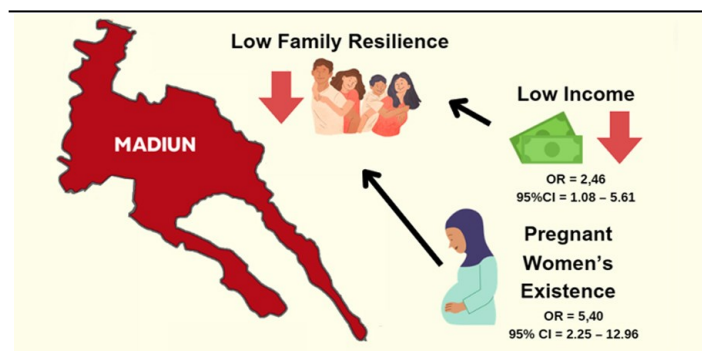 Low Family Resilience
MADIUN
Low Income
OR = 2,46
95%CI = 1.08 – 5.61
Pregnant
Women's
Existence
OR = 5,40
95% CI = 2.25 – 12.96